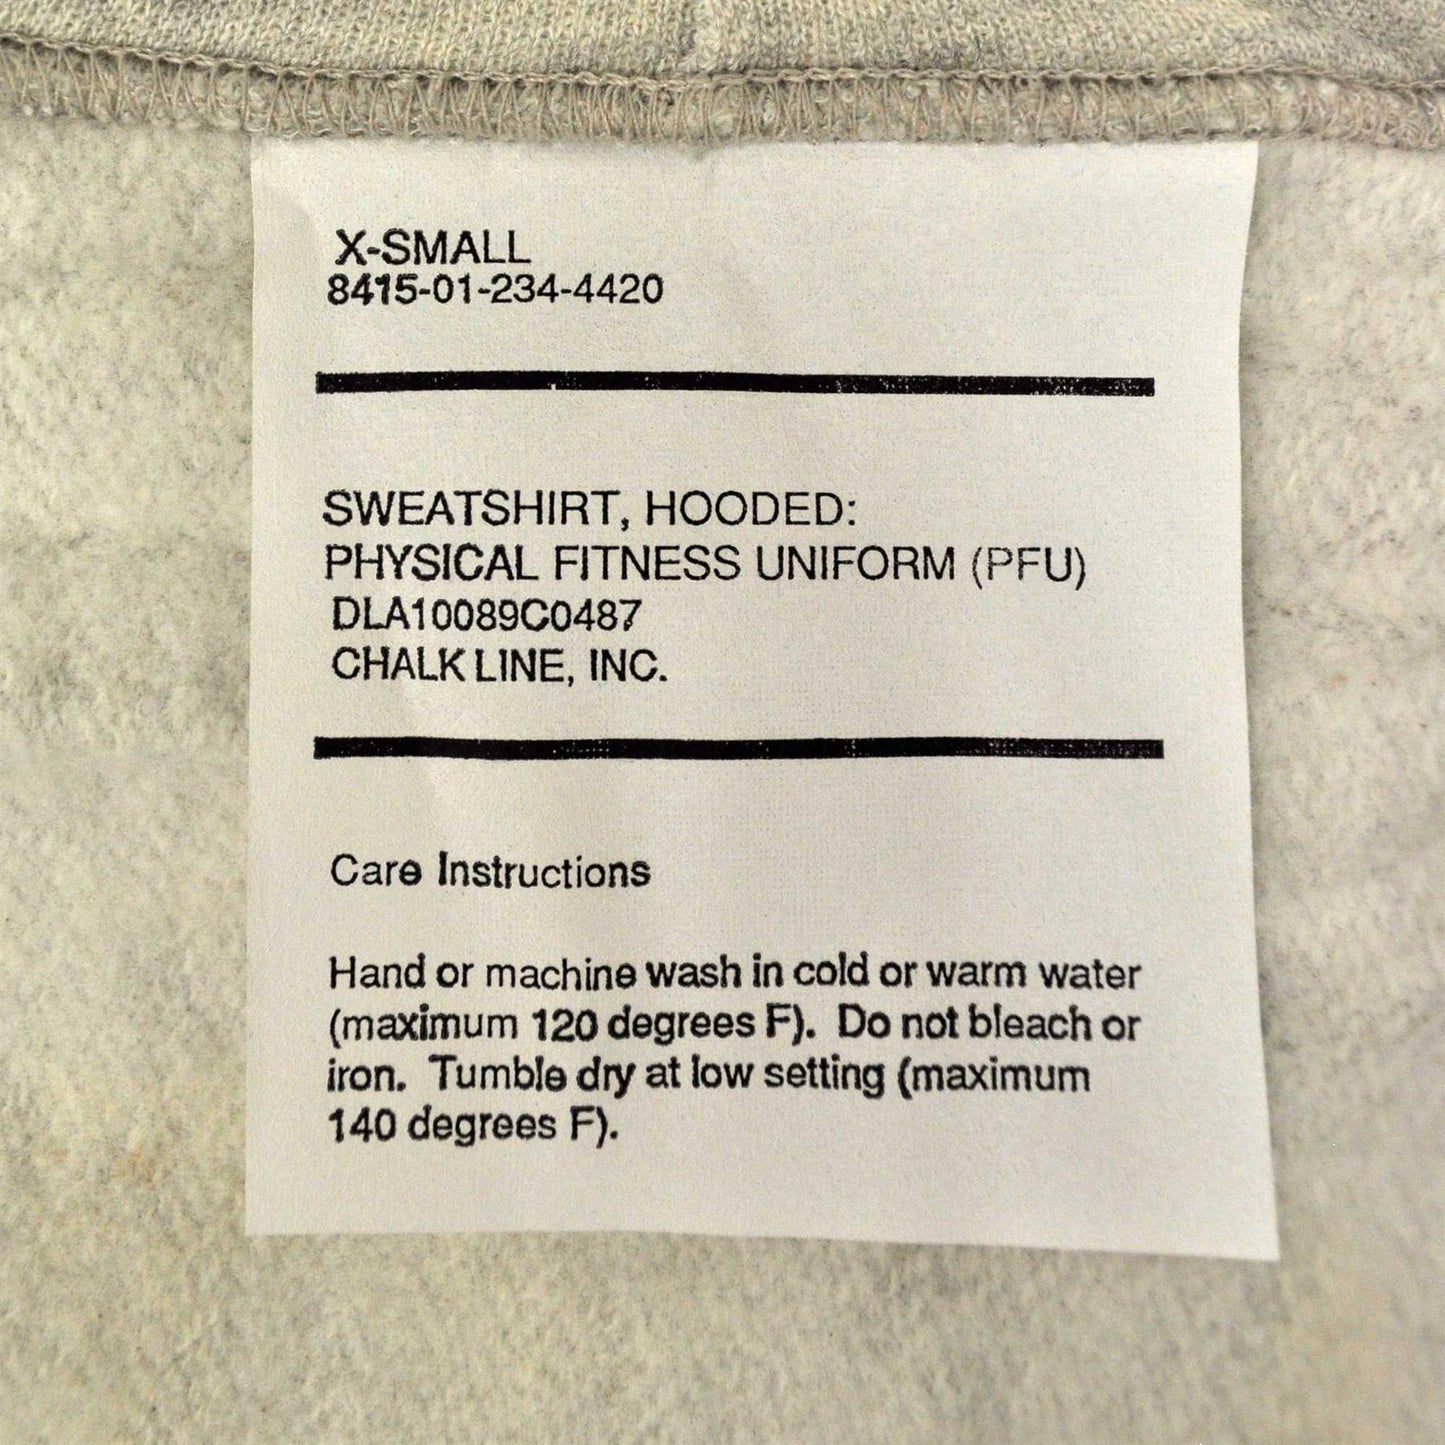 X-SMALL
8415-01-234-4420
SWEATSHIRT, HOODED:
PHYSICAL FITNESS UNIFORM (PFU)
DLA10089C0487
CHALK LINE, INC.
Care Instructions
Hand or machine wash in cold or warm water
(maximum 120 degrees F). Do not bleach or
iron. Tumble dry at low setting (maximum
140 degrees F).